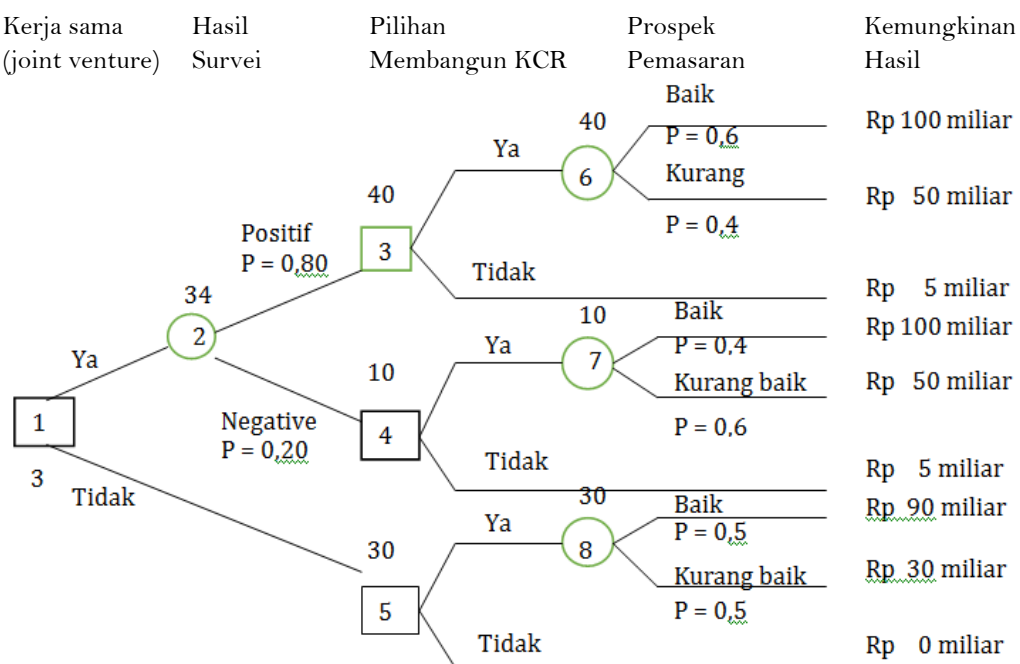 Kerja sama Hasil Pilihan Prospek Kemungkinan
(joint venture) Survei Membangun KCR Pemasaran Hasil
Baik
40 Rp 100 miliar
P = 0,6
Ya
Kurang
6
40 Rp 50 miliar
P = 0,4
Positif
3
P = 0,80
Tidak
34 Rp 5 miliar
10 Baik
Rp 100 miliar
2
Ya P = 0,4
Ya
7
10 Kurang baik Rp 50 miliar
1
Negative
4
P = 0,6
P = 0,20
Tidak
3 Rp 5 miliar
Tidak
30 Baik
Rp 90 miliar
Ya P = 0,5
30 8
Kurang baik Rp 30 miliar
5 P = 0,5
Tidak Rp 0 miliar